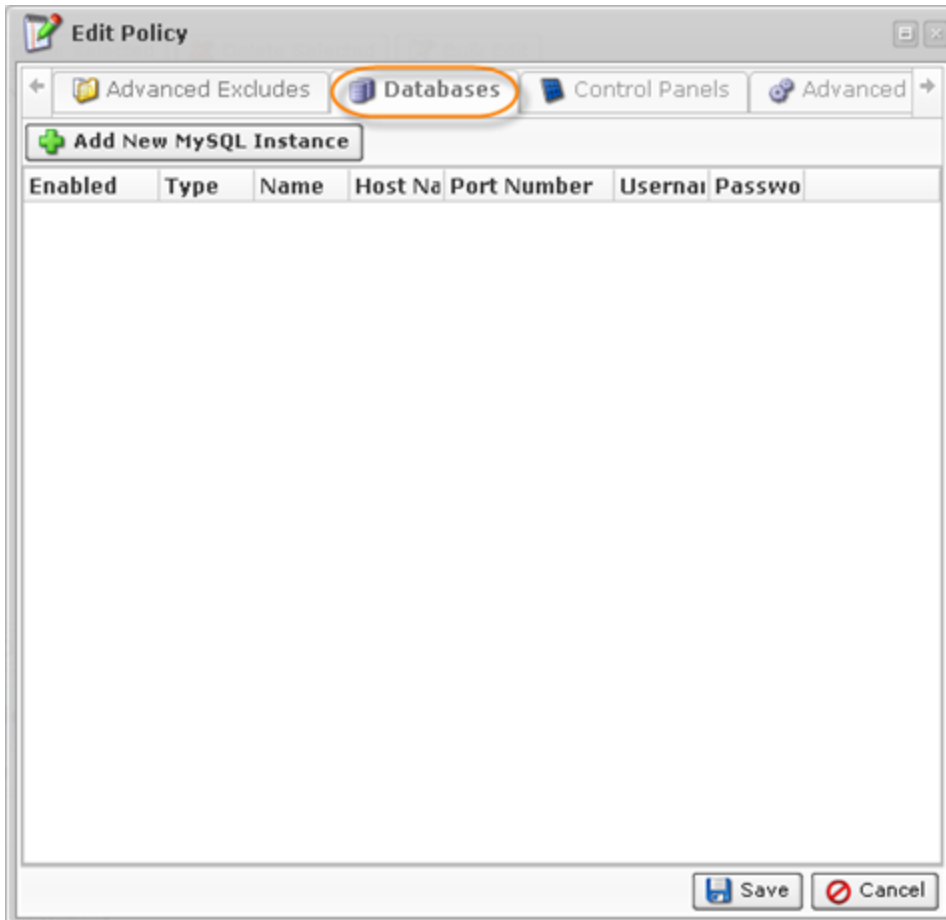 Edit Policy
Advanced Excludes Databases Control Panels Advanced
Add New MySQL Instance
Enabled Type Name Host Na Port Number Usernar Passwo
Save Cancel